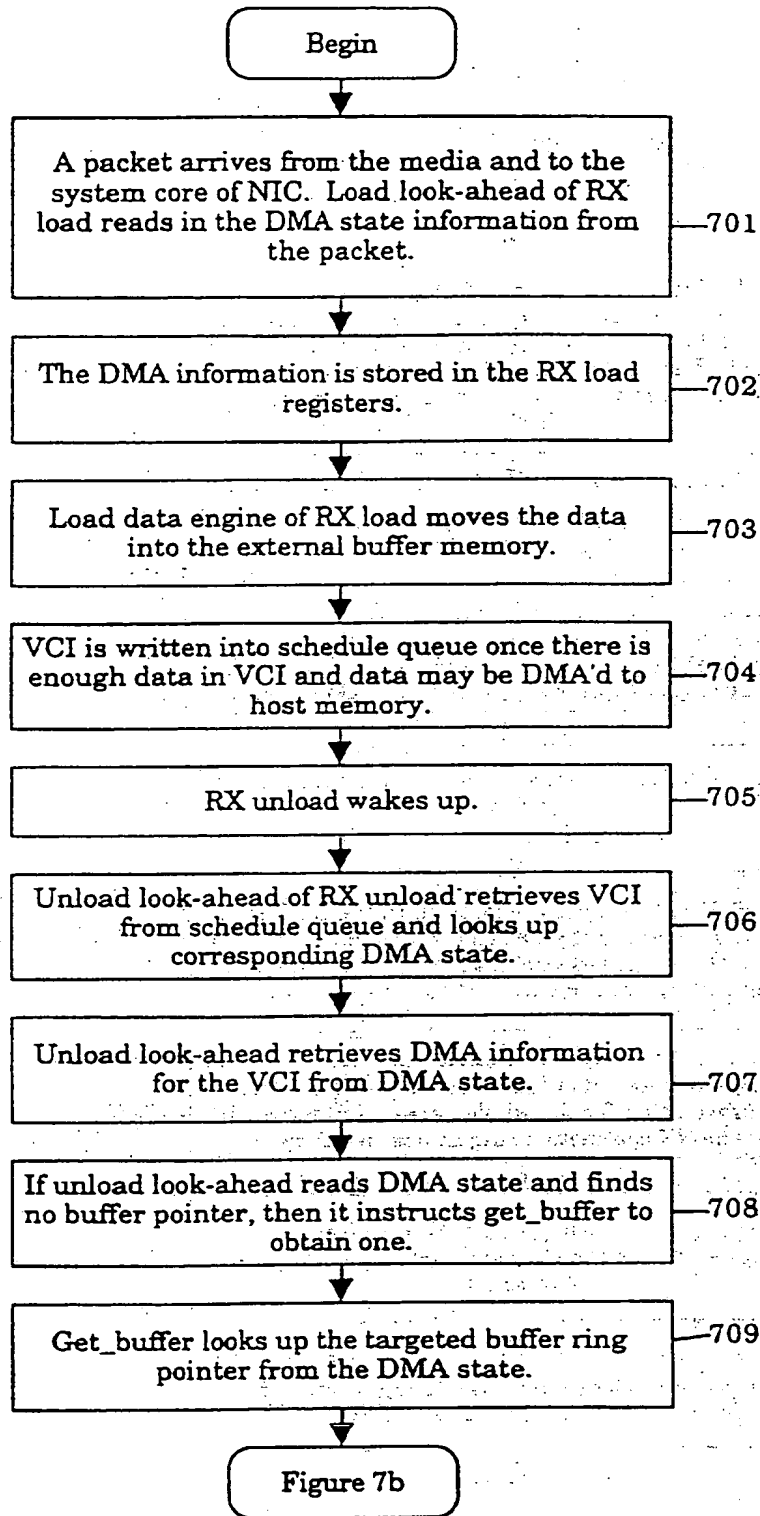 Begin
A packet arrives from the media and to the
system core of NIC. Load look-ahead of RX
load reads in the DMA state information from
the packet.
701
The DMA information is stored in the RX load
registers.
702
Load data engine of RX load moves the data
into the external buffer memory.
703
VCI is written into schedule queue once there is
enough data in VCI and data may be DMA'd to
host memory.
704
RX unload wakes up.
705
Unload look-ahead of RX unload retrieves VCI
from schedule queue and looks up
corresponding DMA state.
706
Unload look-ahead retrieves DMA information
for the VCI from DMA state.
707
If unload look-ahead reads DMA state and finds
no buffer pointer, then it instructs get_buffer to
obtain one.
708
Get_buffer looks up the targeted buffer ring
pointer from the DMA state.
709
Figure 7b